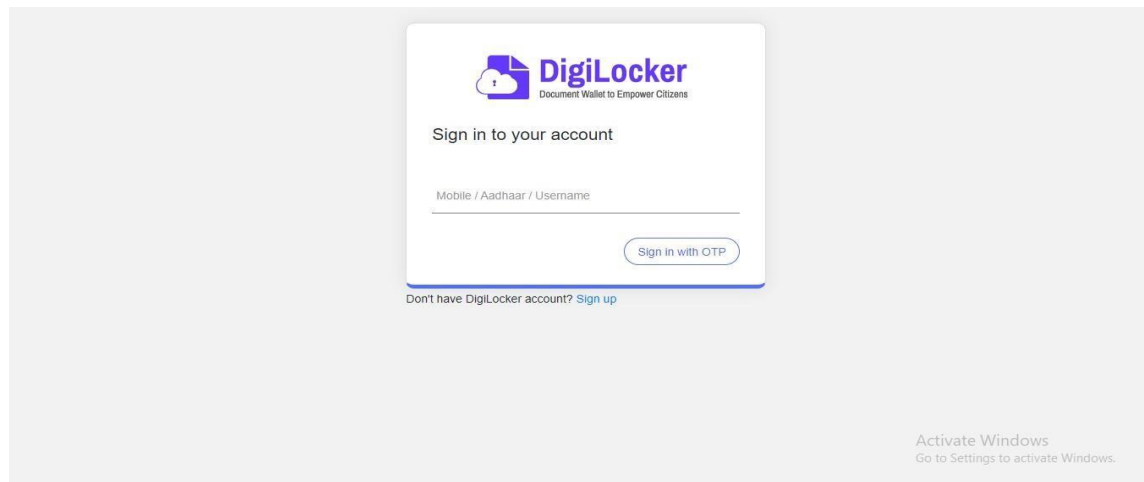 DigiLocker
Document Wallet to Empower Citizens
Sign in to your account
Mobile / Aadhaar / Username
Sign in with OTP
Don't have DigiLocker account? Sign up
Activate Windows
Go to Settings to activate Windows.